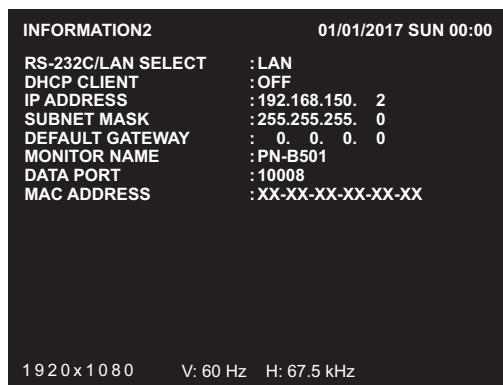 INFORMATION2 01/01/2017 SUN 00:00
RS-232C/LAN SELECT : LAN
DHCP CLIENT : OFF
IP ADDRESS : 192.168.150. 2
SUBNET MASK : 255.255.255. 0
DEFAULT GATEWAY : 0. 0. 0. 0
MONITOR NAME : PN-B501
DATA PORT : 10008
MAC ADDRESS : XX-XX-XX-XX-XX-XX
1920x1080 V: 60 Hz H: 67.5 kHz